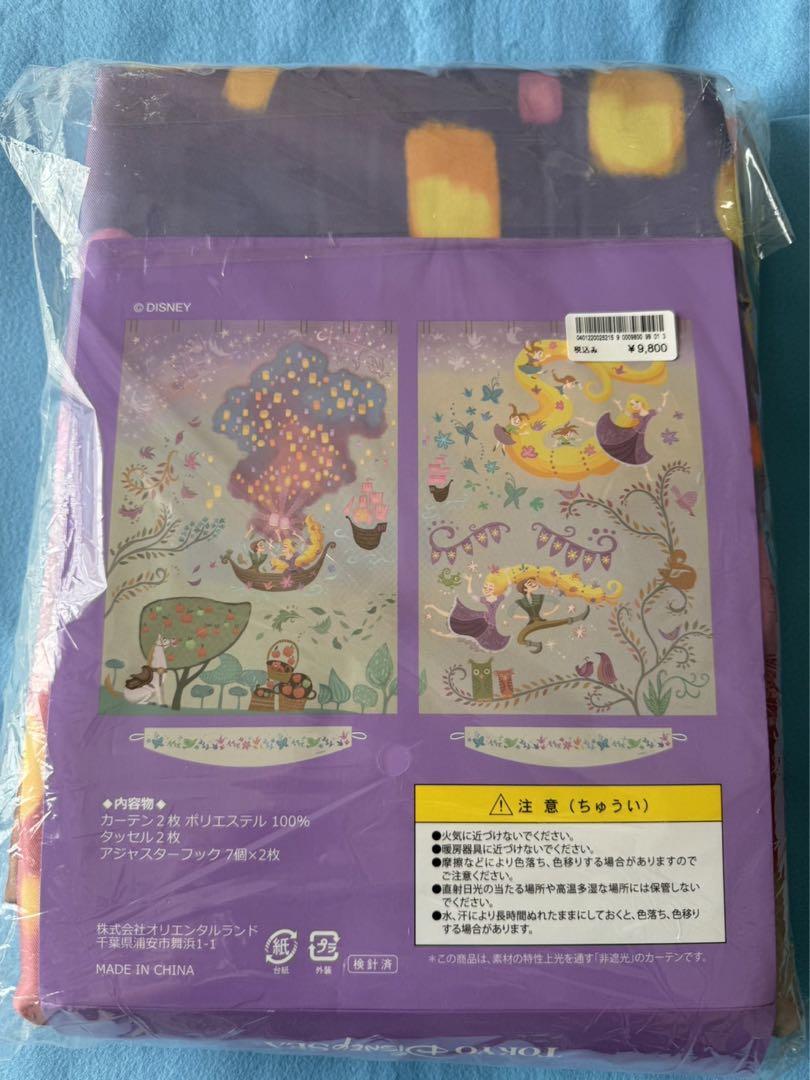 © DISNEY
0401220025215 9 0009800 98 01 3
税込み ¥9,800
◆内容物◆
カーテン2枚 ポリエステル 100%
タッセル2枚
アジャスターフック 7個×2枚
株式会社オリエンタルランド
千葉県浦安市舞浜1-1
MADE IN CHINA
紙
台紙
プラ
外装
検針済
注意(ちゅうい)
●火気に近づけないでください。
●暖房器具に近づけないでください。
●摩擦などにより色落ち、色移りする場合がありますので
ご注意ください。
●直射日光の当たる場所や高温多湿な場所には保管しない
でください。
●水、汗により長時間ぬれたままにしておくと、色落ち、色移り
する場合があります。
*この商品は、素材の特性上光を通す「非遮光」のカーテンです。
TOKYO DISNEY SEA